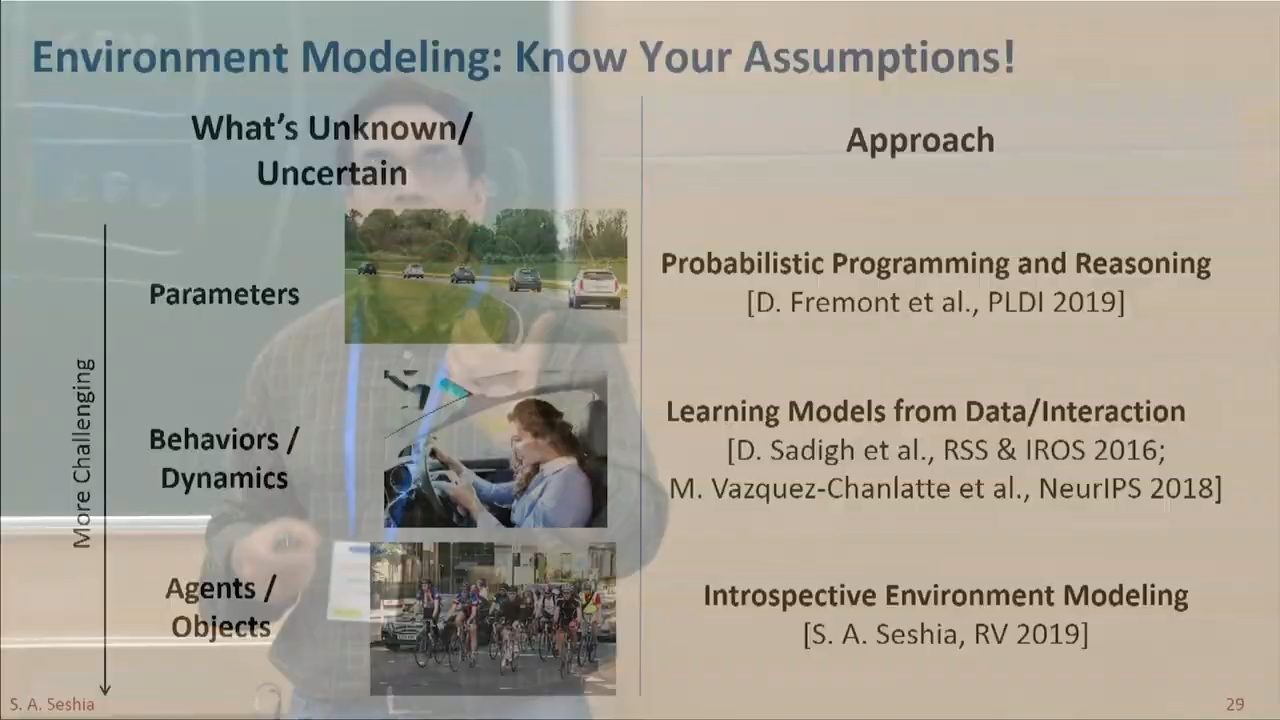 Environment Modeling: Know Your Assumptions!
What's Unknown/
Uncertain
Approach
More Challenging
Parameters
Probabilistic Programming and Reasoning
[D. Fremont et al., PLDI 2019]
Behaviors /
Dynamics
Learning Models from Data/Interaction
[D. Sadigh et al., RSS & IROS 2016;
M. Vazquez-Chanlatte et al., NeurIPS 2018]
Agents /
Objects
Introspective Environment Modeling
[S. A. Seshia, RV 2019]
S. A. Seshia
29